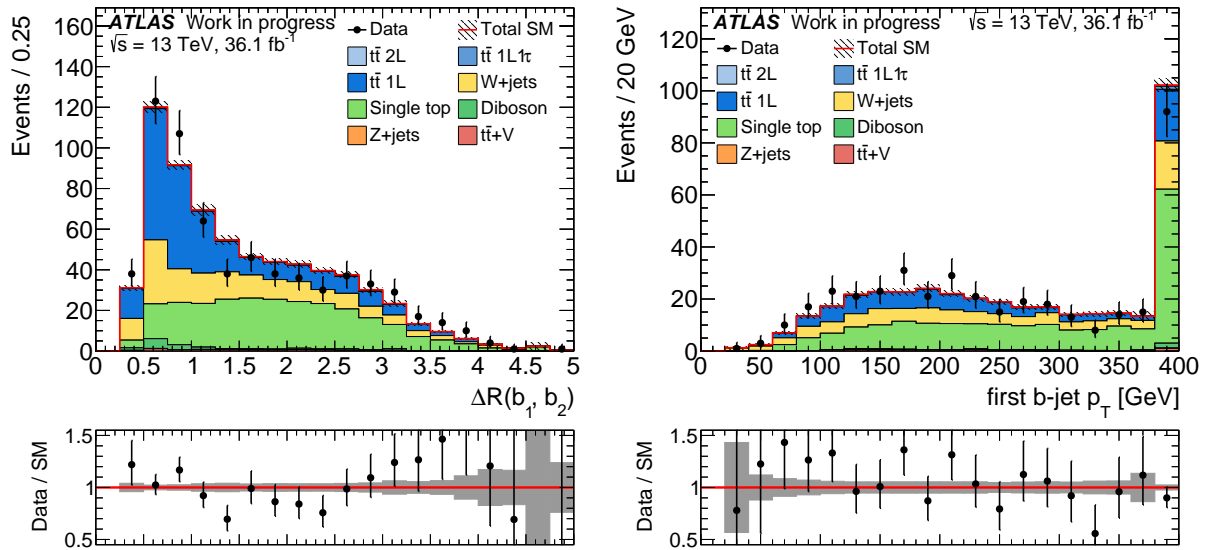 ATLAS Work in progress
√s = 13 TeV, 36.1 fb⁻¹
Data
Total SM
tt̄ 2L
tt̄ 1L1τ
tt̄ 1L
W+jets
Single top
Diboson
Z+jets
tt̄+V
Events / 0.25
160
140
120
100
80
60
40
20
0
0 0.5 1 1.5 2 2.5 3 3.5 4 4.5 5
ΔR(b₁, b₂)
Data / SM
1.5
1
0.5
ATLAS Work in progress
√s = 13 TeV, 36.1 fb⁻¹
Data
Total SM
tt̄ 2L
tt̄ 1L1τ
tt̄ 1L
W+jets
Single top
Diboson
Z+jets
tt̄+V
Events / 20 GeV
120
100
80
60
40
20
0
0 50 100 150 200 250 300 350 400
first b-jet p_T [GeV]
Data / SM
1.5
1
0.5